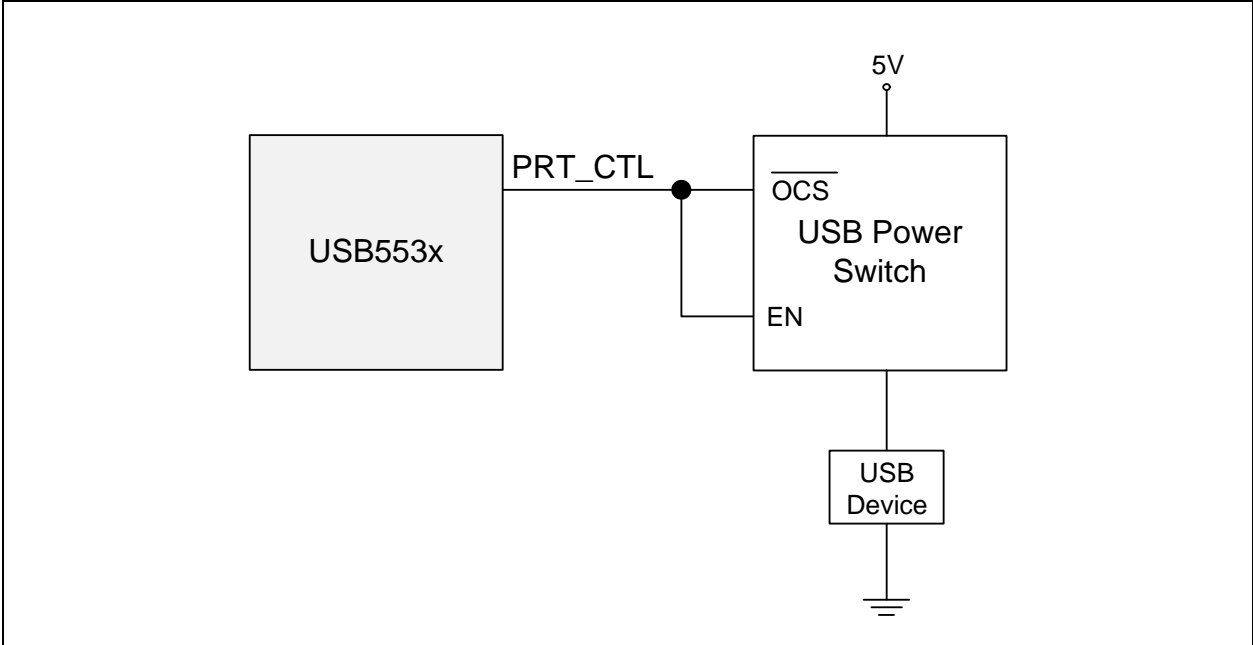 5V
PRT_CTL
OCS
USB553x
USB Power
Switch
EN
USB
Device